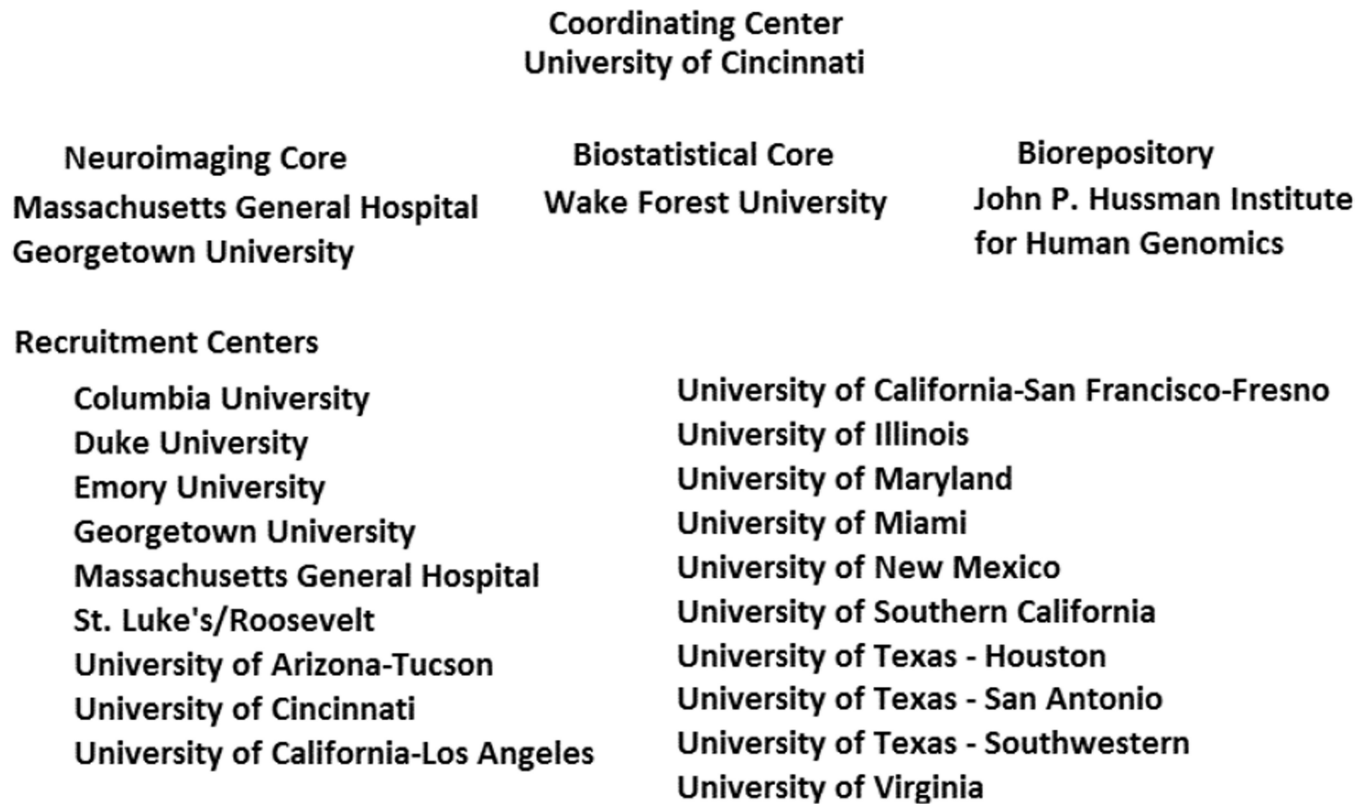 Coordinating Center
University of Cincinnati
Neuroimaging Core
Massachusetts General Hospital
Georgetown University
Biostatistical Core
Wake Forest University
Biorepository
John P. Hussman Institute
for Human Genomics
Recruitment Centers
Columbia University
Duke University
Emory University
Georgetown University
Massachusetts General Hospital
St. Luke's/Roosevelt
University of Arizona-Tucson
University of Cincinnati
University of California-Los Angeles
University of California-San Francisco-Fresno
University of Illinois
University of Maryland
University of Miami
University of New Mexico
University of Southern California
University of Texas - Houston
University of Texas - San Antonio
University of Texas - Southwestern
University of Virginia